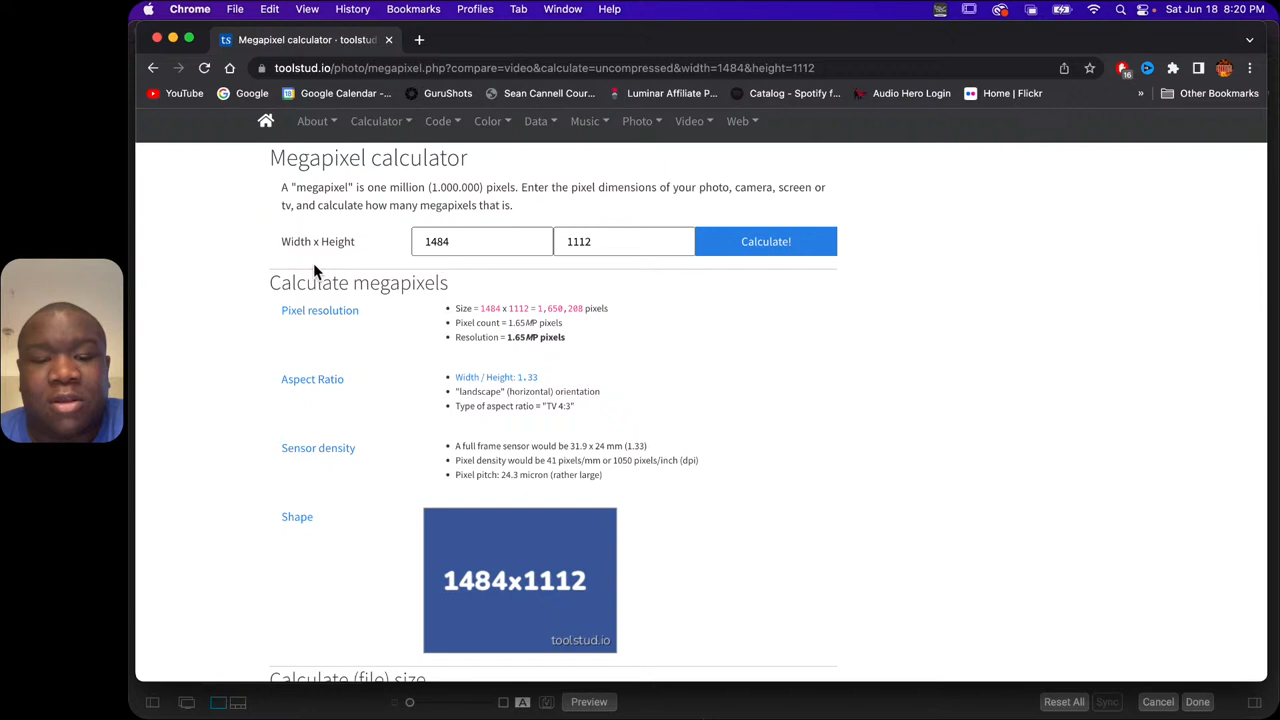 Chrome File Edit View History Bookmarks Profiles Tab Window Help Sat Jun 18 8:20 PM
ts Megapixel calculator · toolstud
toolstud.io/photo/megapixel.php?compare=video&calculate=uncompressed&width=1484&height=1112 16
YouTube Google 18 Google Calendar -... GuruShots Sean Cannell Cour... Luminar Affiliate P... Catalog - Spotify f... Audio Hero Login Home | Flickr » Other Bookmarks
About Calculator Code Color Data Music Photo Video Web
Megapixel calculator
A "megapixel" is one million (1.000.000) pixels. Enter the pixel dimensions of your photo, camera, screen or
tv, and calculate how many megapixels that is.
Width x Height 1484 1112 Calculate!
Calculate megapixels
Pixel resolution
• Size = 1484 x 1112 = 1,650,208 pixels
• Pixel count = 1.65MP pixels
• Resolution = 1.65MP pixels
Aspect Ratio
• Width / Height: 1.33
• "landscape" (horizontal) orientation
• Type of aspect ratio = "TV 4:3"
Sensor density
• A full frame sensor would be 31.9 x 24 mm (1.33)
• Pixel density would be 41 pixels/mm or 1050 pixels/inch (dpi)
• Pixel pitch: 24.3 micron (rather large)
Shape
1484x1112
toolstud.io
Calculate (file) size
A Preview Reset All Sync Cancel Done